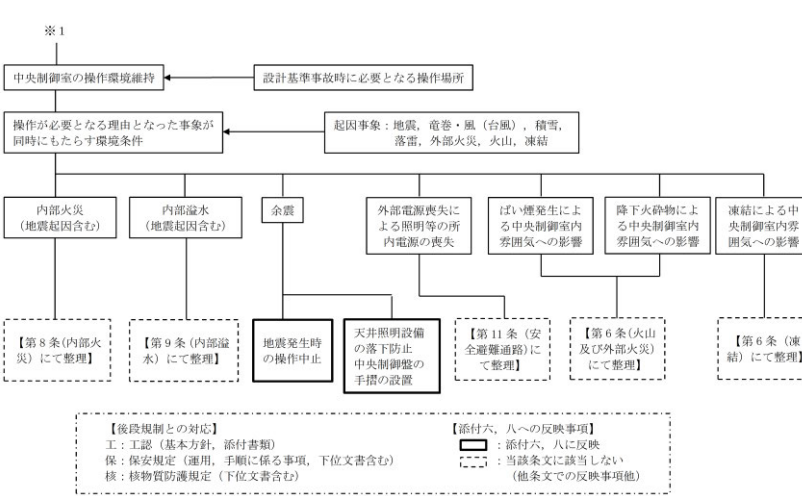 ※1
中央制御室の操作環境維持
設計基準事故時に必要となる操作場所
操作が必要となる理由となった事象が
同時にもたらす環境条件
起因事象：地震，竜巻・風（台風），積雪，
落雷，外部火災，火山，凍結
内部火災
（地震起因含む）
内部溢水
（地震起因含む）
余震
外部電源喪失に
よる照明等の所
内電源の喪失
ばい煙発生によ
る中央制御室内
雰囲気への影響
降下火砕物によ
る中央制御室内
雰囲気への影響
凍結による中
央制御室内雰
囲気への影響
【第8条(内部火
災）にて整理】
【第9条（内部溢
水）にて整理】
地震発生時
の操作中止
天井照明設備
の落下防止
中央制御盤の
手摺の設置
【第11条（安
全避難通路)に
て整理】
【第6条(火山
及び外部火災）
にて整理】
【第6条（凍
結）にて整理】
【後段規制との対応】
工：工認（基本方針，添付書類）
保：保安規定（運用，手順に係る事項，下位文書含む）
核：核物質防護規定（下位文書含む）
【添付六，八への反映事項】
：添付六，八に反映
：当該条文に該当しない
（他条文での反映事項他）